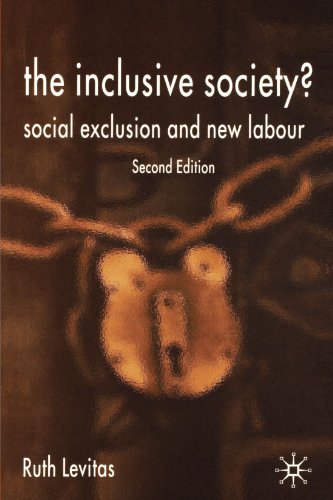 the inclusive society?
social exclusion and new labour
Second Edition
Ruth Levitas